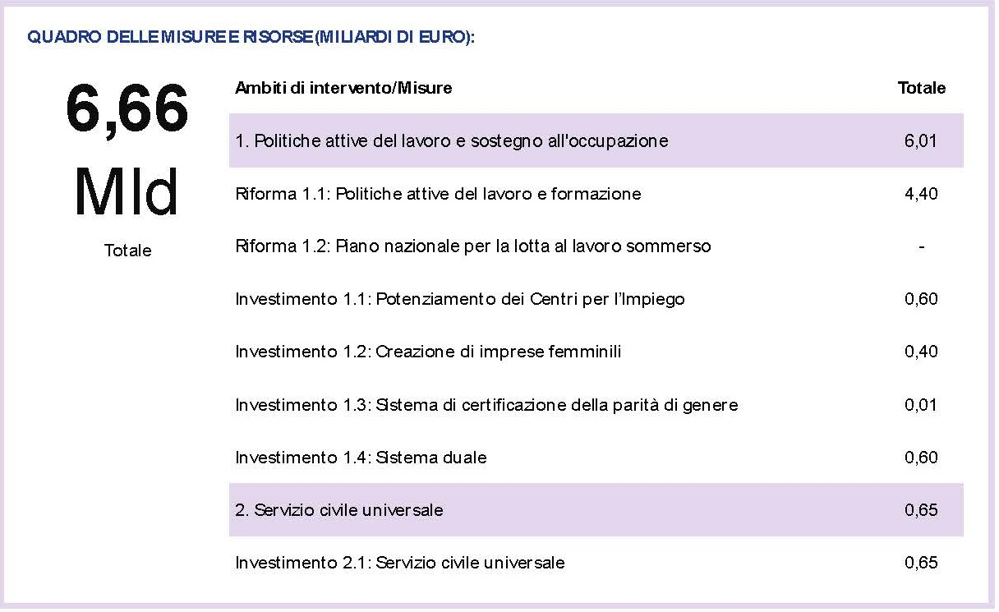 QUADRO DELLE MISURE E RISORSE (MILIARDI DI EURO):
6,66
Mld
Totale
Ambiti di intervento/Misure Totale
1. Politiche attive del lavoro e sostegno all'occupazione 6,01
Riforma 1.1: Politiche attive del lavoro e formazione 4,40
Riforma 1.2: Piano nazionale per la lotta al lavoro sommerso -
Investimento 1.1: Potenziamento dei Centri per l’Impiego 0,60
Investimento 1.2: Creazione di imprese femminili 0,40
Investimento 1.3: Sistema di certificazione della parità di genere 0,01
Investimento 1.4: Sistema duale 0,60
2. Servizio civile universale 0,65
Investimento 2.1: Servizio civile universale 0,65